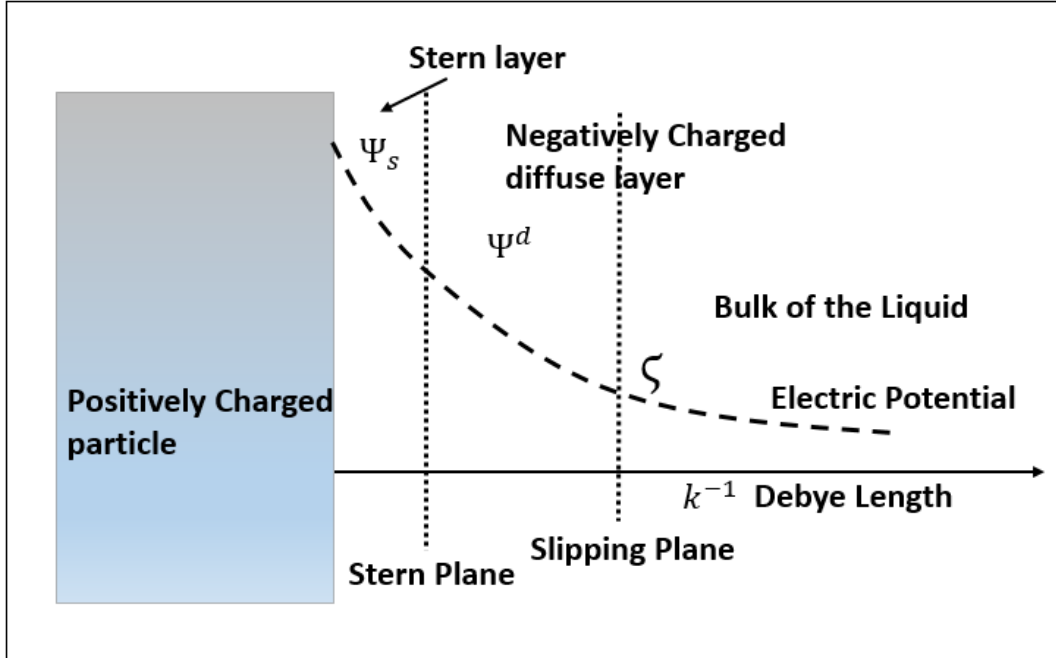 Stern layer
Ψₛ
Negatively Charged
diffuse layer
Ψᵈ
Bulk of the Liquid
ζ
Positively Charged
particle
Electric Potential
k⁻¹ Debye Length
Slipping Plane
Stern Plane